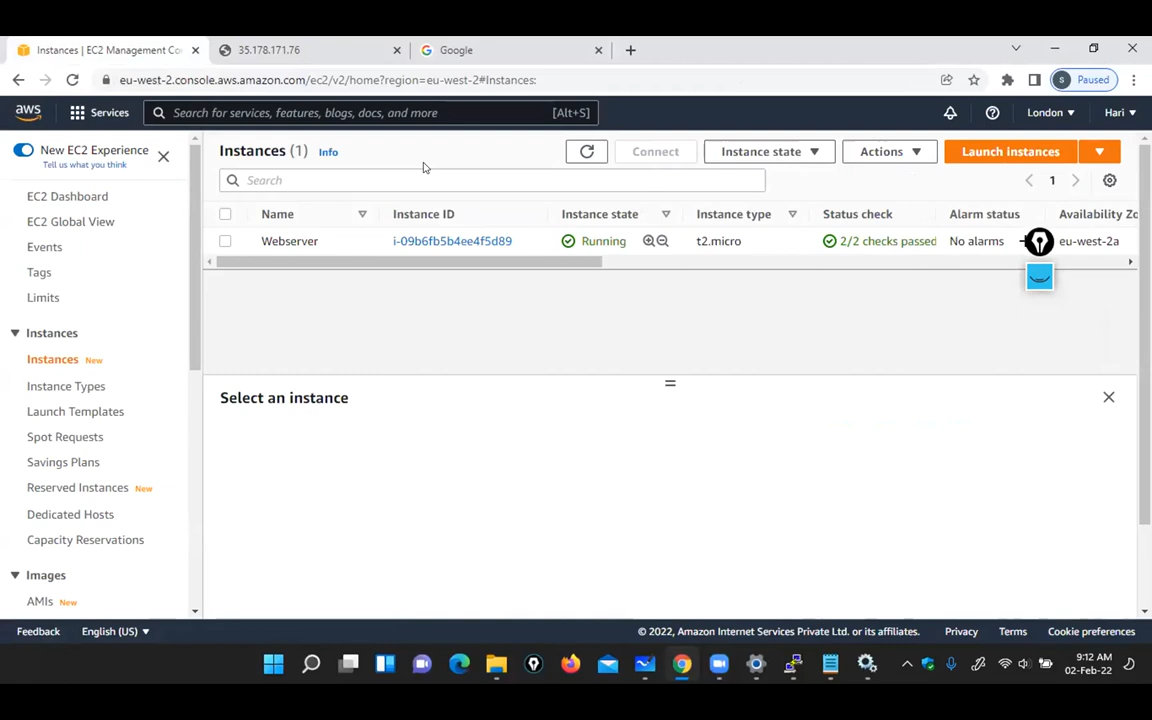 Instances | EC2 Management Co
35.178.171.76
Google
eu-west-2.console.aws.amazon.com/ec2/v2/home?region=eu-west-2#Instances:
S Paused
aws
Services
Search for services, features, blogs, docs, and more
[Alt+S]
London
Hari
New EC2 Experience
Tell us what you think
EC2 Dashboard
EC2 Global View
Events
Tags
Limits
Instances
Instances New
Instance Types
Launch Templates
Spot Requests
Savings Plans
Reserved Instances New
Dedicated Hosts
Capacity Reservations
Images
AMIs New
Instances (1) Info
Connect
Instance state
Actions
Launch instances
Search
1
Name Instance ID Instance state Instance type Status check Alarm status Availability Zo
Webserver i-09b6fb5b4ee4f5d89 Running t2.micro 2/2 checks passed No alarms + eu-west-2a
Select an instance
Feedback English (US) © 2022, Amazon Internet Services Private Ltd. or its affiliates. Privacy Terms Cookie preferences
9:12 AM
02-Feb-22